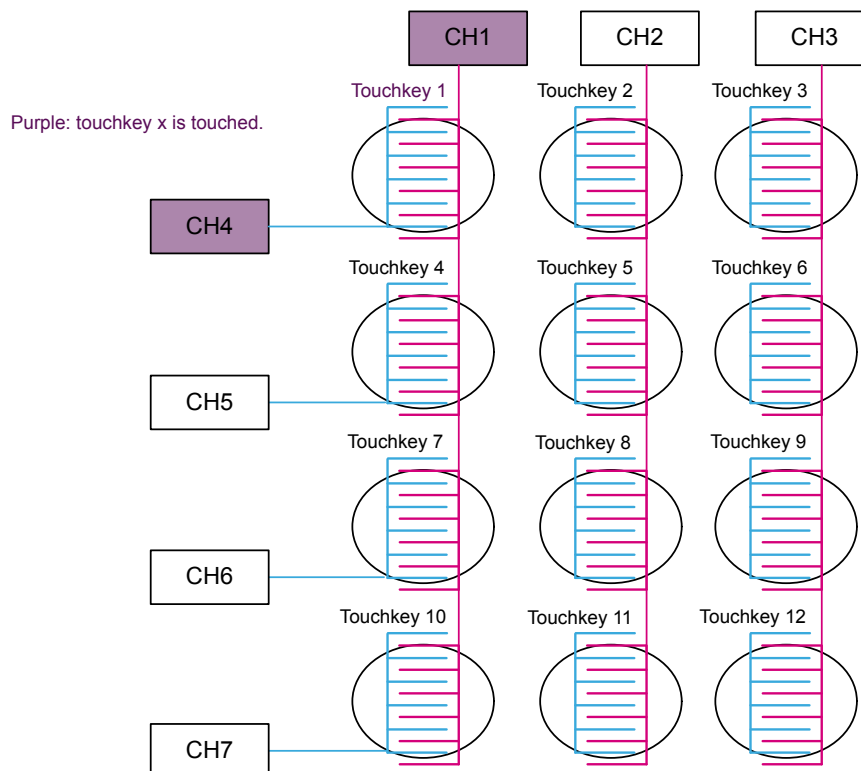 CH1 CH2 CH3
Touchkey 1 Touchkey 2 Touchkey 3
Purple: touchkey x is touched.
CH4
Touchkey 4 Touchkey 5 Touchkey 6
CH5
Touchkey 7 Touchkey 8 Touchkey 9
CH6
Touchkey 10 Touchkey 11 Touchkey 12
CH7